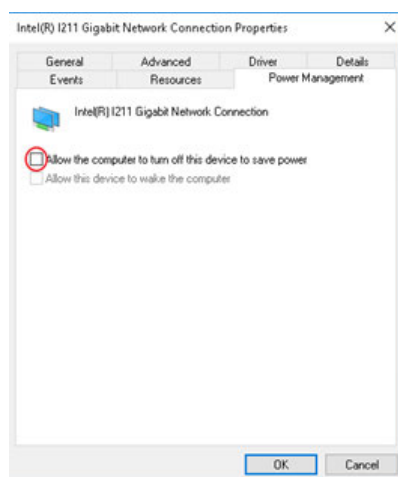 Intel(R) I211 Gigabit Network Connection Properties
General Advanced Driver Details
Events Resources Power Management
Intel(R) I211 Gigabit Network Connection
Allow the computer to turn off this device to save power
Allow this device to wake the computer
OK Cancel